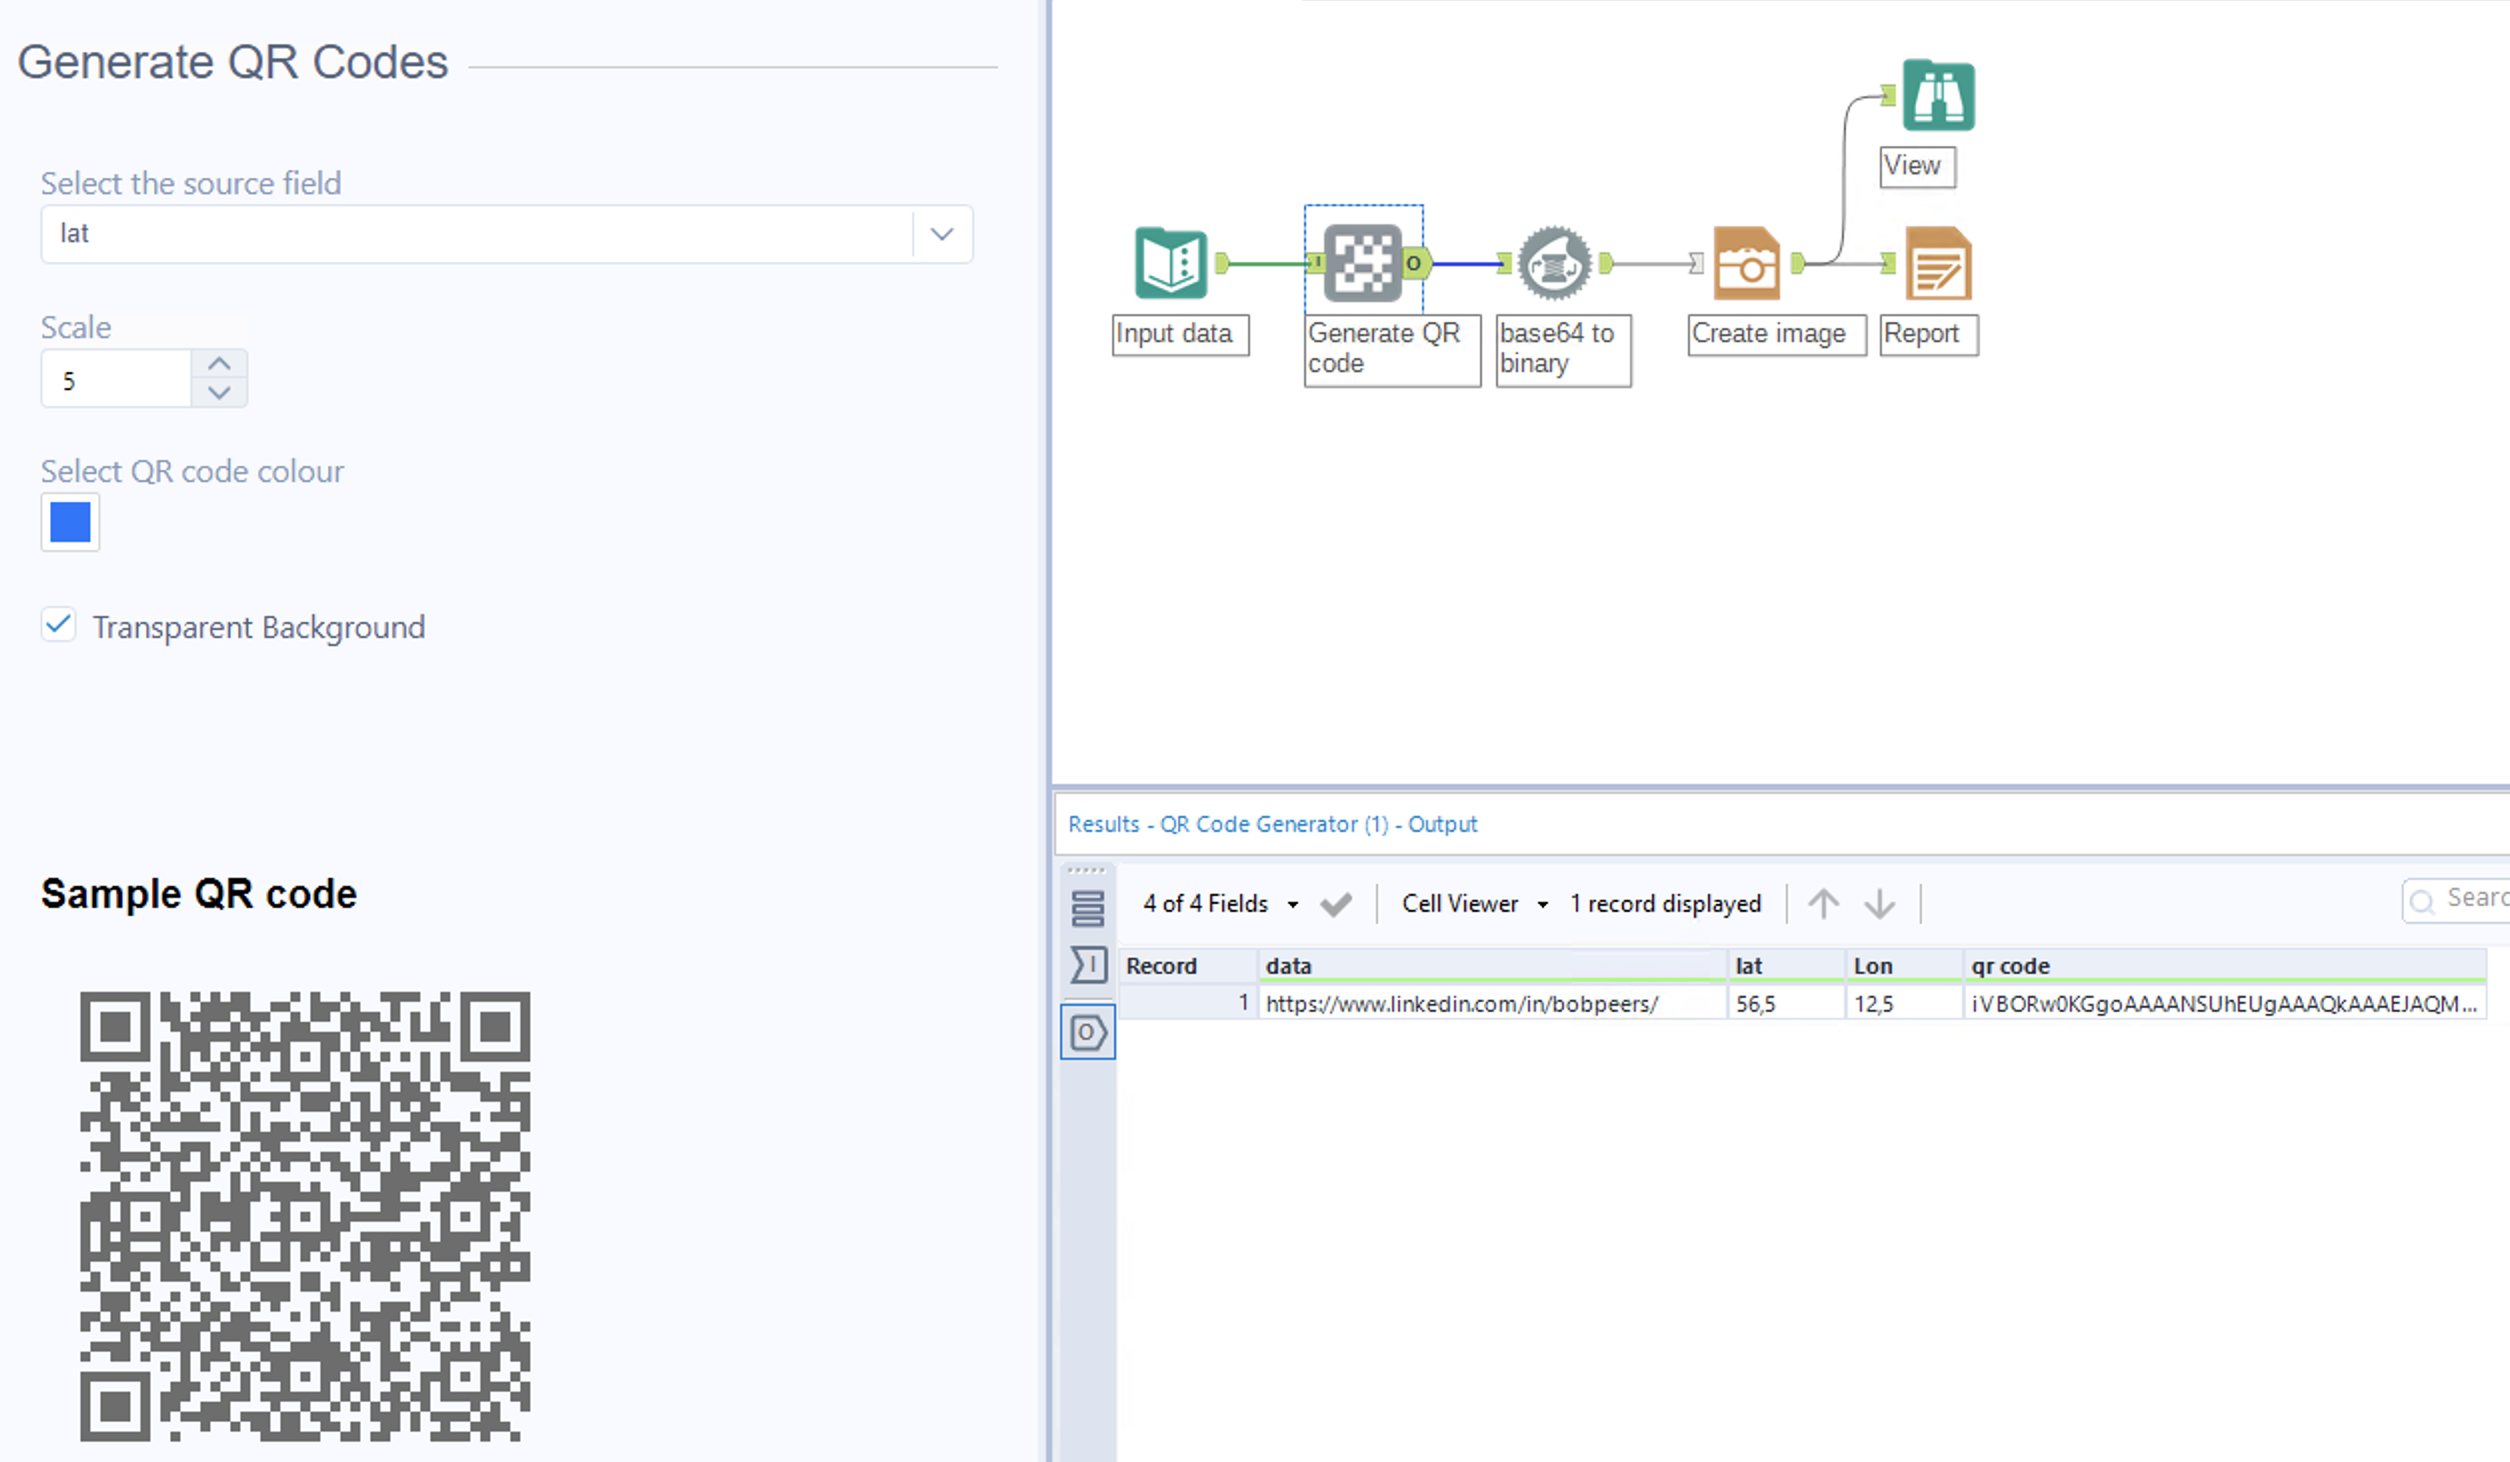 Generate QR Codes
Select the source field
lat
Scale
5
Select QR code colour
Transparent Background
Sample QR code
View
I
O
Input data
Generate QR
code
base64 to
binary
Create image
Report
Results - QR Code Generator (1) - Output
4 of 4 Fields
Cell Viewer
1 record displayed
Searc
I
O
Record data lat Lon qr code
1 https://www.linkedin.com/in/bobpeers/ 56,5 12,5 iVBORw0KGgoAAAANSUhEUgAAAQkAAAEJAQM...